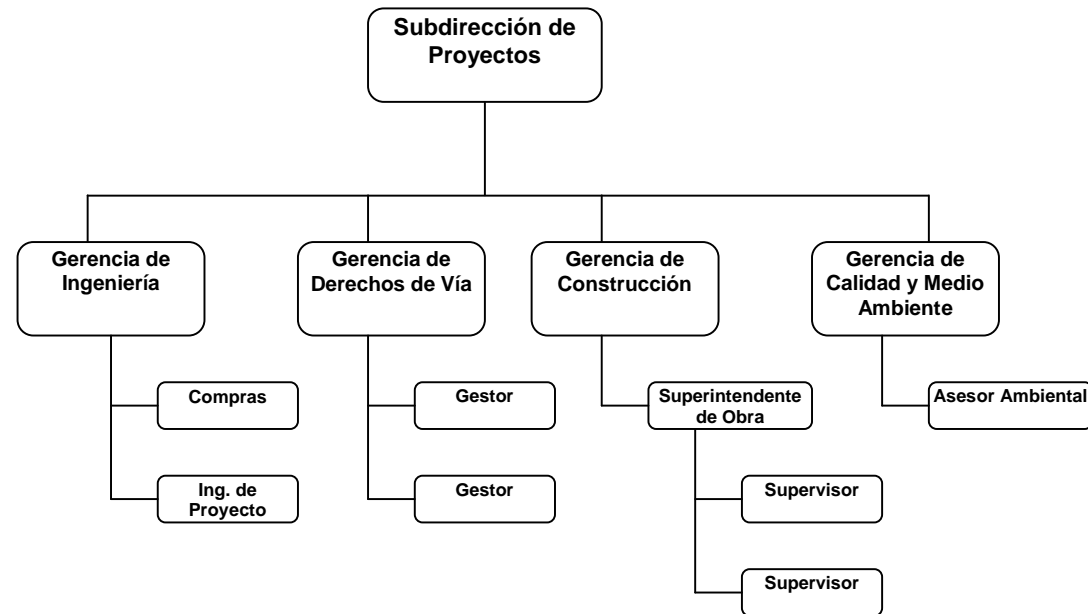 Subdirección de
Proyectos
Gerencia de
Ingeniería
Gerencia de
Derechos de Vía
Gerencia de
Construcción
Gerencia de
Calidad y Medio
Ambiente
Compras
Gestor
Superintendente
de Obra
Asesor Ambiental
Ing. de
Proyecto
Gestor
Supervisor
Supervisor